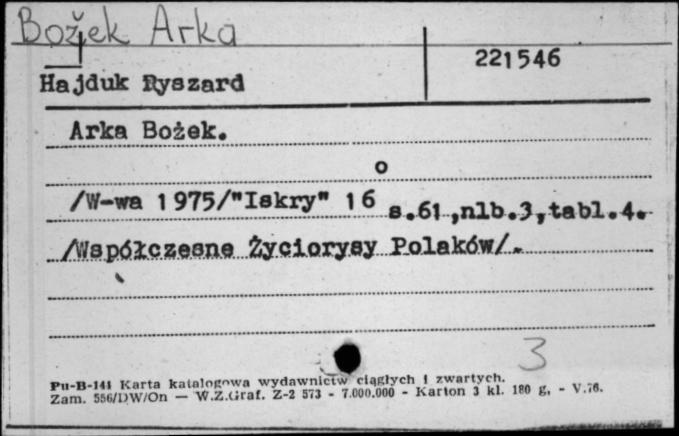 Bożek Arka
221546
Hajduk Ryszard
Arka Bożek.
o
/W-wa 1975/"Iskry" 16 s.61,nlb.3,tabl.4.
/Współczesne Życiorysy Polaków/.
3
Pu-B-141 Karta katalogowa wydawnictw ciągłych i zwartych.
Zam. 556/DW/On — W.Z.Graf. Z-2 573 - 7.000.000 - Karton 3 kl. 180 g. - V.76.